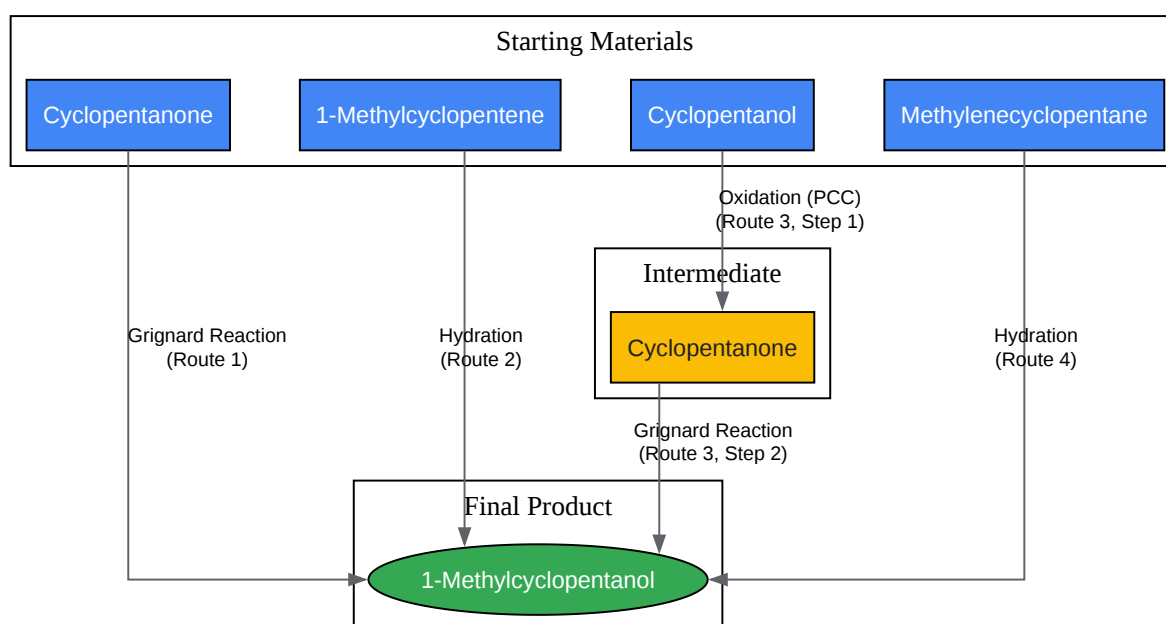 Starting Materials
Cyclopentanone
1-Methylcyclopentene
Cyclopentanol
Methylenecyclopentane
Oxidation (PCC)
(Route 3, Step 1)
Intermediate
Cyclopentanone
Grignard Reaction
(Route 1)
Hydration
(Route 2)
Hydration
(Route 4)
Grignard Reaction
(Route 3, Step 2)
Final Product
1-Methylcyclopentanol